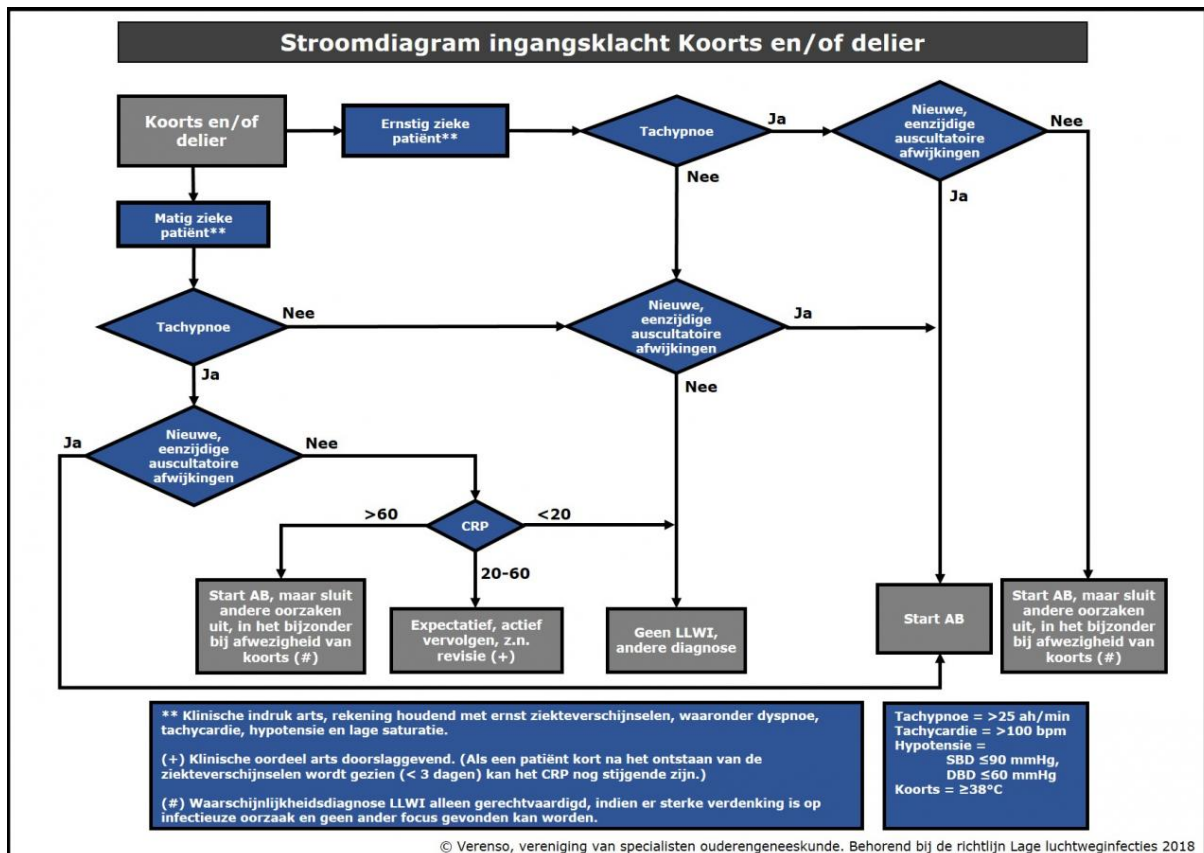 Stroomdiagram ingangsklacht Koorts en/of delier
Koorts en/of
delier
Ernstig zieke
patiënt**
Tachypnoe
Ja
Nieuwe,
eenzijdige
auscultatoire
afwijkingen
Nee
Nee
Ja
Matig zieke
patiënt**
Tachypnoe
Nee
Nieuwe,
eenzijdige
auscultatoire
afwijkingen
Ja
Ja
Nee
Ja
Nieuwe,
eenzijdige
auscultatoire
afwijkingen
Nee
>60
CRP
<20
20-60
Start AB, maar sluit
andere oorzaken
uit, in het bijzonder
bij afwezigheid van
koorts (#)
Expectatief, actief
vervolgen, z.n.
revisie (+)
Geen LLWI,
andere diagnose
Start AB
Start AB, maar sluit
andere oorzaken
uit, in het bijzonder
bij afwezigheid van
koorts (#)
** Klinische indruk arts, rekening houdend met ernst ziekteverschijnselen, waaronder dyspnoe,
tachycardie, hypotensie en lage saturatie.
(+) Klinische oordeel arts doorslaggevend. (Als een patiënt kort na het ontstaan van de
ziekteverschijnselen wordt gezien (< 3 dagen) kan het CRP nog stijgende zijn.)
(#) Waarschijnlijkheidsdiagnose LLWI alleen gerechtvaardigd, indien er sterke verdenking is op
infectieuze oorzaak en geen ander focus gevonden kan worden.
Tachypnoe = >25 ah/min
Tachycardie = >100 bpm
Hypotensie =
SBD ≤90 mmHg,
DBD ≤60 mmHg
Koorts = ≥38°C
© Verenso, vereniging van specialisten ouderengeneeskunde. Behorend bij de richtlijn Lage luchtweginfecties 2018